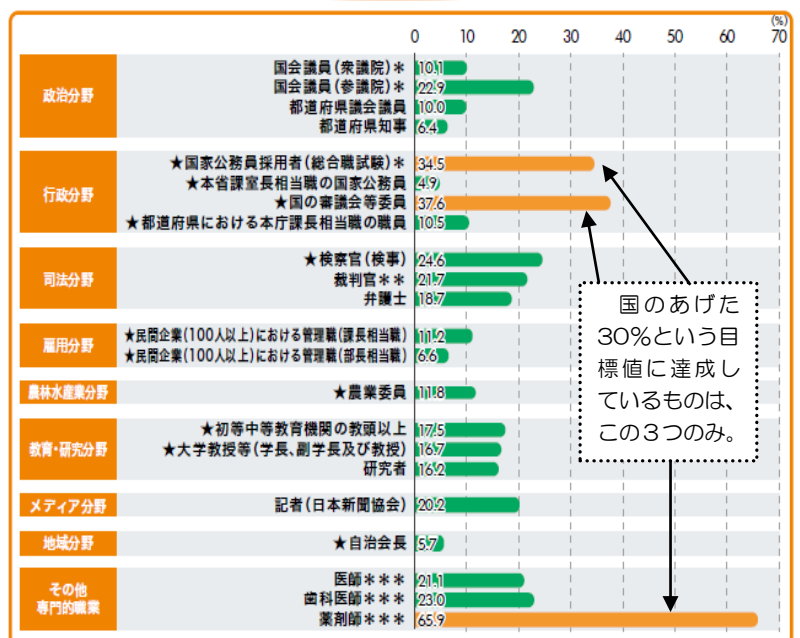 (%)
0 10 20 30 40 50 60 70
政治分野
国会議員(衆議院)＊ 10.1
国会議員(参議院)＊ 22.9
都道府県議会議員 10.0
都道府県知事 6.4
行政分野
★国家公務員採用者(総合職試験)＊ 34.5
★本省課室長相当職の国家公務員 4.9
★国の審議会等委員 37.6
★都道府県における本庁課長相当職の職員 10.5
司法分野
★検察官(検事) 24.6
裁判官＊＊ 21.7
弁護士 18.7
雇用分野
★民間企業(100人以上)における管理職(課長相当職) 11.2
★民間企業(100人以上)における管理職(部長相当職) 6.6
農林水産業分野
★農業委員 11.8
教育・研究分野
★初等中等教育機関の教頭以上 17.5
★大学教授等(学長、副学長及び教授) 16.7
研究者 16.2
メディア分野
記者(日本新聞協会) 20.2
地域分野
★自治会長 5.7
その他
専門的職業
医師＊＊＊ 21.1
歯科医師＊＊＊ 23.0
薬剤師＊＊＊ 65.9
国のあげた
30％という目
標値に達成し
ているものは、
この３つのみ。